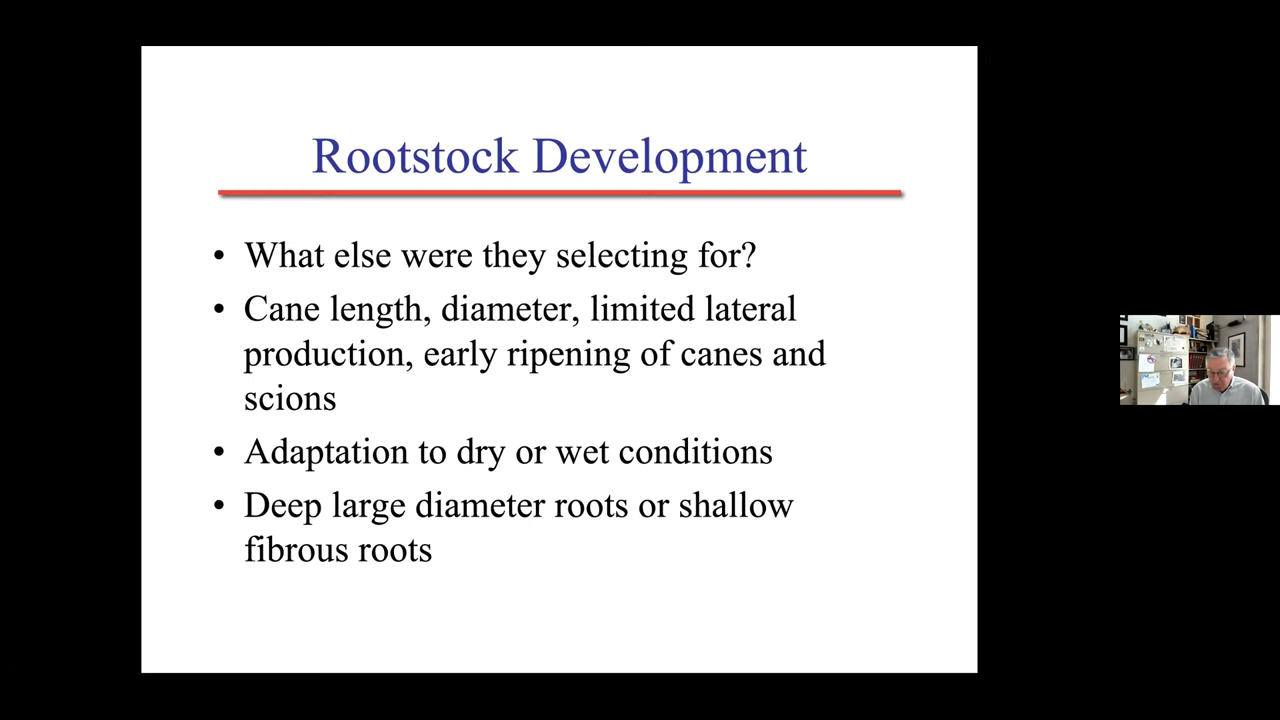 Rootstock Development
• What else were they selecting for?
• Cane length, diameter, limited lateral
production, early ripening of canes and
scions
• Adaptation to dry or wet conditions
• Deep large diameter roots or shallow
fibrous roots